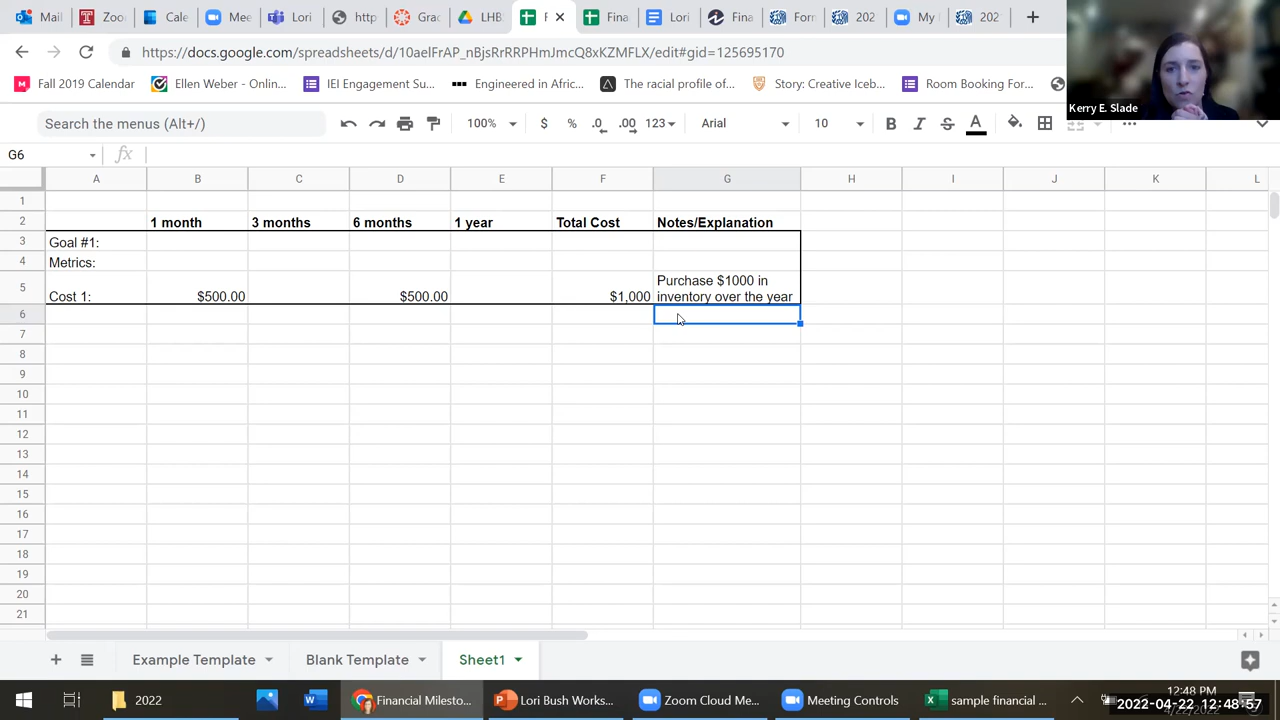 Mail Zoo Cale Mee Lori http Grac LHB F Fina Lori Fina Forr 202 My I 202
https://docs.google.com/spreadsheets/d/10aelFrAP_nBjsRrRRPHmJmcQ8xKZMFLX/edit#gid=125695170
Fall 2019 Calendar Ellen Weber - Onlin... IEI Engagement Su... Engineered in Afric... The racial profile of... Story: Creative Iceb... Room Booking For...
Kerry E. Slade
Search the menus (Alt+/) 100% $ % .0 .00 123 Arial 10 B I S A
G6 fx
A B C D E F G H I J K L
1
2 1 month 3 months 6 months 1 year Total Cost Notes/Explanation
3 Goal #1:
4 Metrics:
Purchase $1000 in
5 Cost 1: $500.00 $500.00 $1,000 inventory over the year
6
7
8
9
10
11
12
13
14
15
16
17
18
19
20
21
Example Template Blank Template Sheet1
2022 Financial Milesto... Lori Bush Works... Zoom Cloud Me... Meeting Controls sample financial ...
12:48 PM
2022-04-22 12:48:57